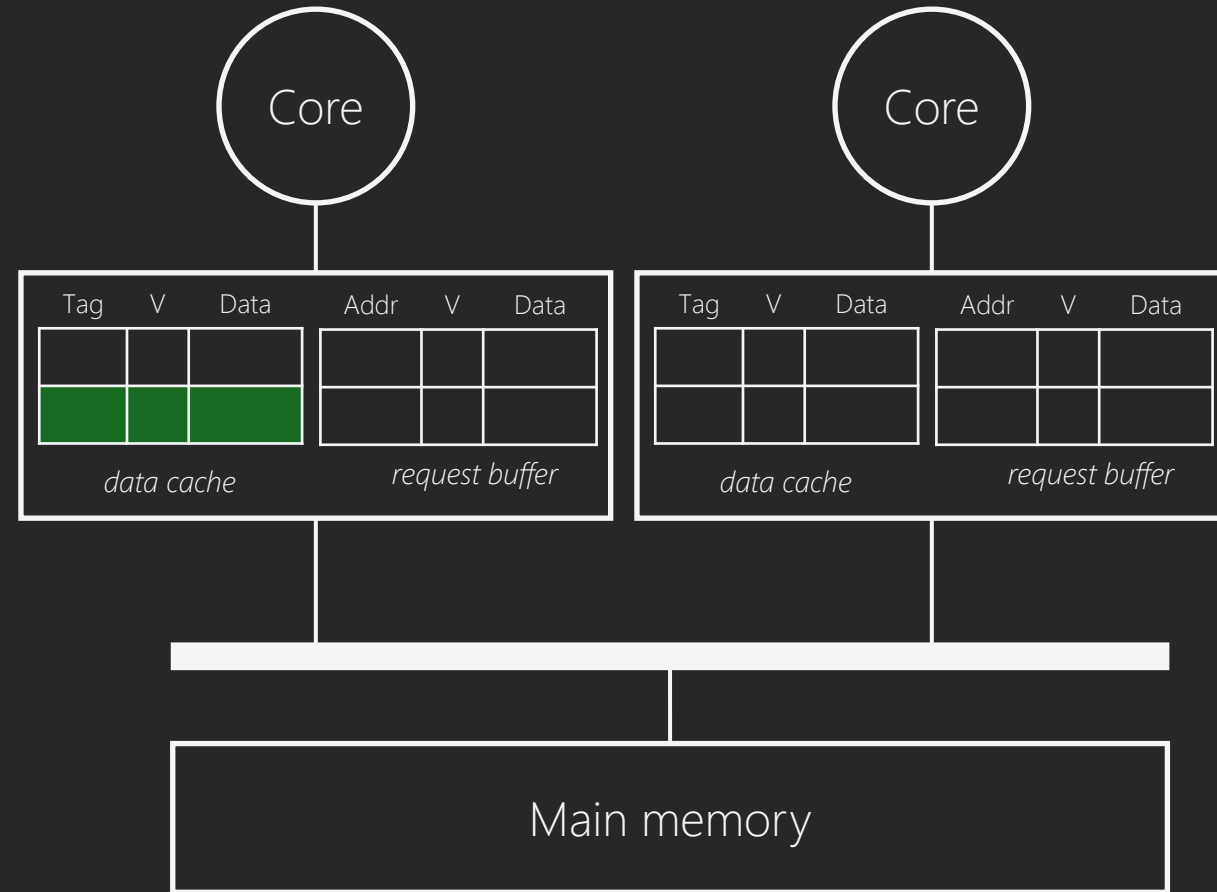 Core
Core
Tag V Data
Addr V Data
Tag V Data
Addr V Data
data cache
request buffer
data cache
request buffer
Main memory